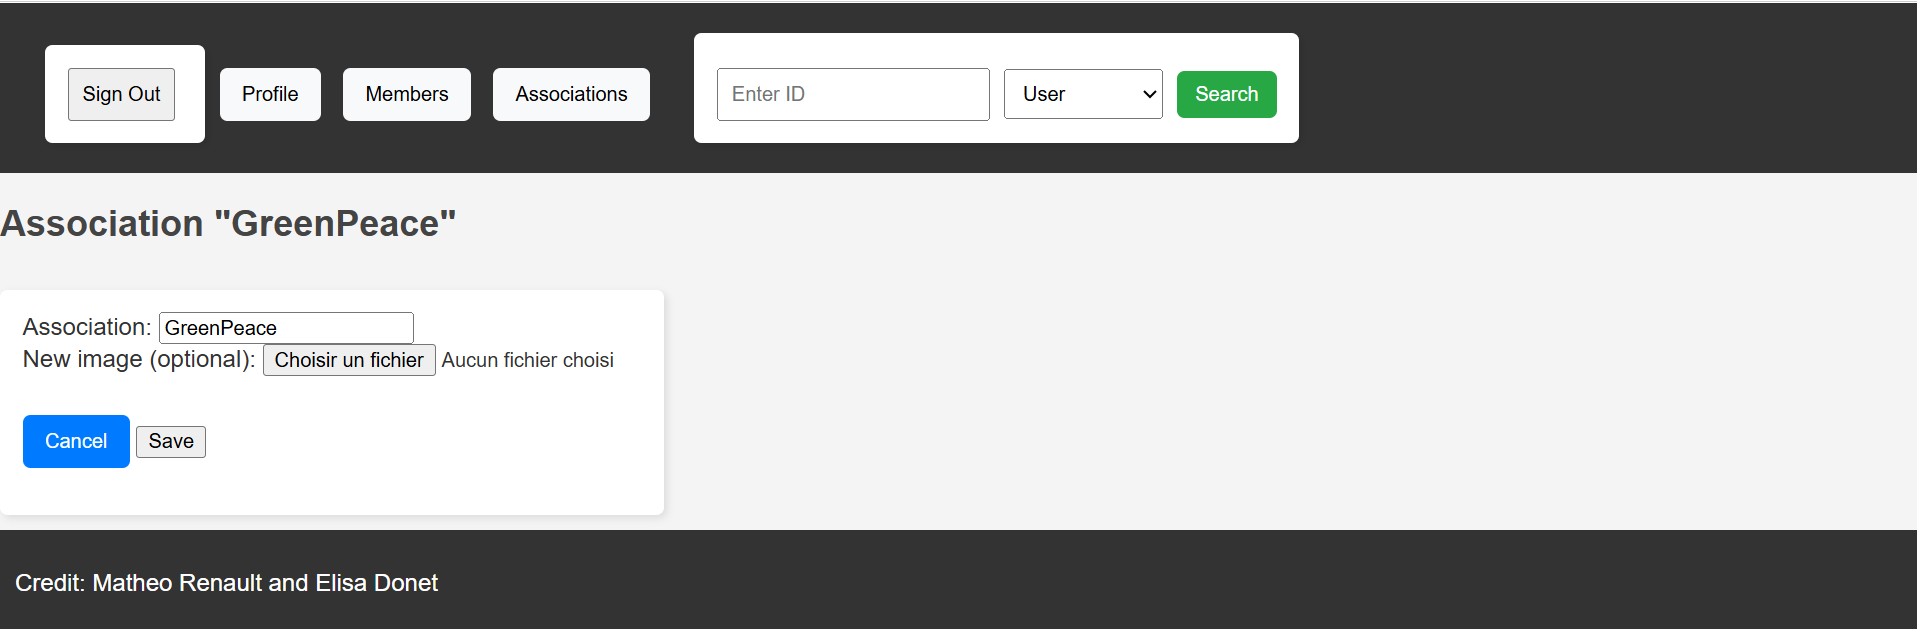 Sign Out Profile Members Associations Enter ID User Search
Association "GreenPeace"
Association: GreenPeace
New image (optional): Choisir un fichier Aucun fichier choisi
Cancel Save
Credit: Matheo Renault and Elisa Donet